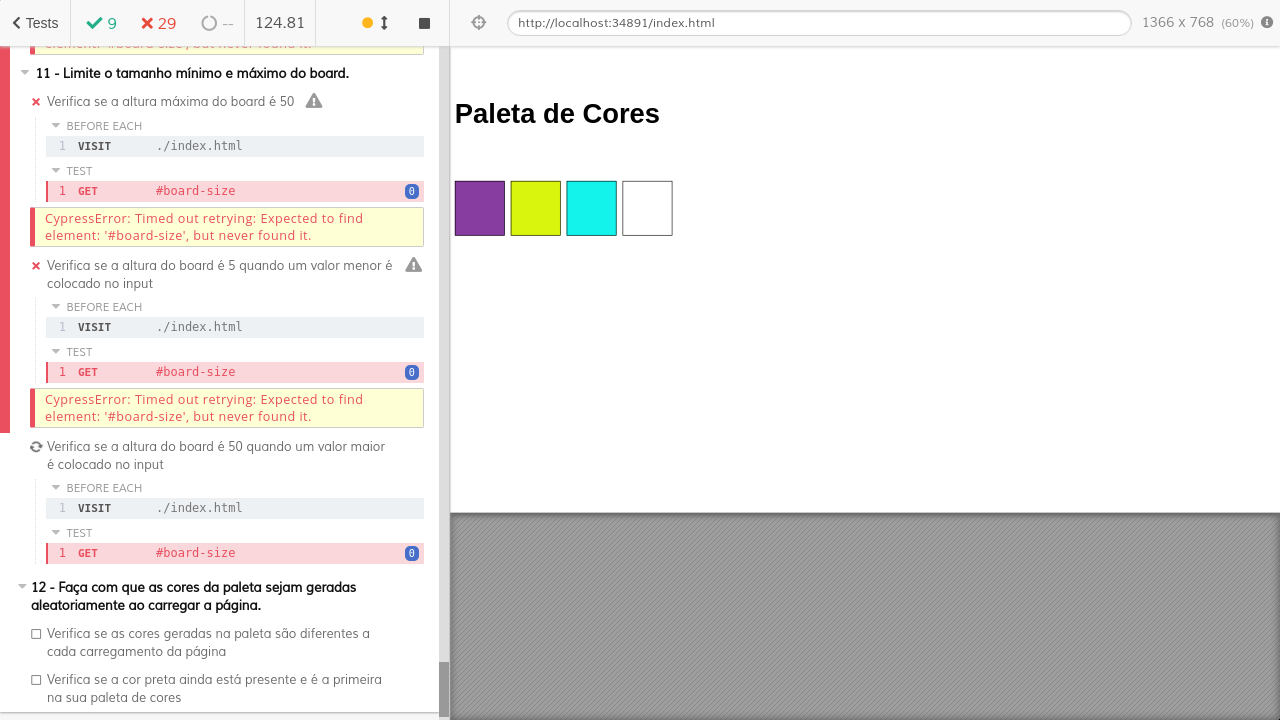 Tests 9 29 -- 124.81
http://localhost:34891/index.html
1366 x 768 (60%)
element: '#board-size', but never found it.
11 - Limite o tamanho mínimo e máximo do board.
Verifica se a altura máxima do board é 50
BEFORE EACH
1 VISIT ./index.html
TEST
1 GET #board-size 0
CypressError: Timed out retrying: Expected to find
element: '#board-size', but never found it.
Verifica se a altura do board é 5 quando um valor menor é
colocado no input
BEFORE EACH
1 VISIT ./index.html
TEST
1 GET #board-size 0
CypressError: Timed out retrying: Expected to find
element: '#board-size', but never found it.
Verifica se a altura do board é 50 quando um valor maior
é colocado no input
BEFORE EACH
1 VISIT ./index.html
TEST
1 GET #board-size 0
12 - Faça com que as cores da paleta sejam geradas
aleatoriamente ao carregar a página.
Verifica se as cores geradas na paleta são diferentes a
cada carregamento da página
Verifica se a cor preta ainda está presente e é a primeira
na sua paleta de cores
Paleta de Cores